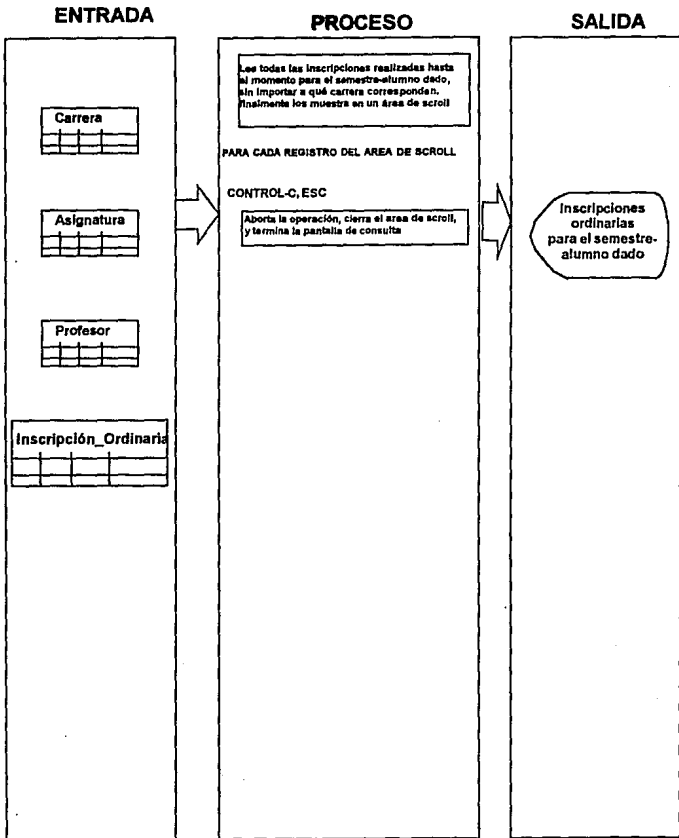 ENTRADA
PROCESO
SALIDA
Carrera
Asignatura
Profesor
Inscripción_Ordinaria
Lee todas las inscripciones realizadas hasta
el momento para el semestre-alumno dado,
sin importar a qué carrera correspondan.
finalmente los muestra en un área de scroll
PARA CADA REGISTRO DEL AREA DE SCROLL
CONTROL-C, ESC
Aborta la operación, cierra el area de scroll,
y termina la pantalla de consulta
Inscripciones
ordinarias
para el semestre-
alumno dado